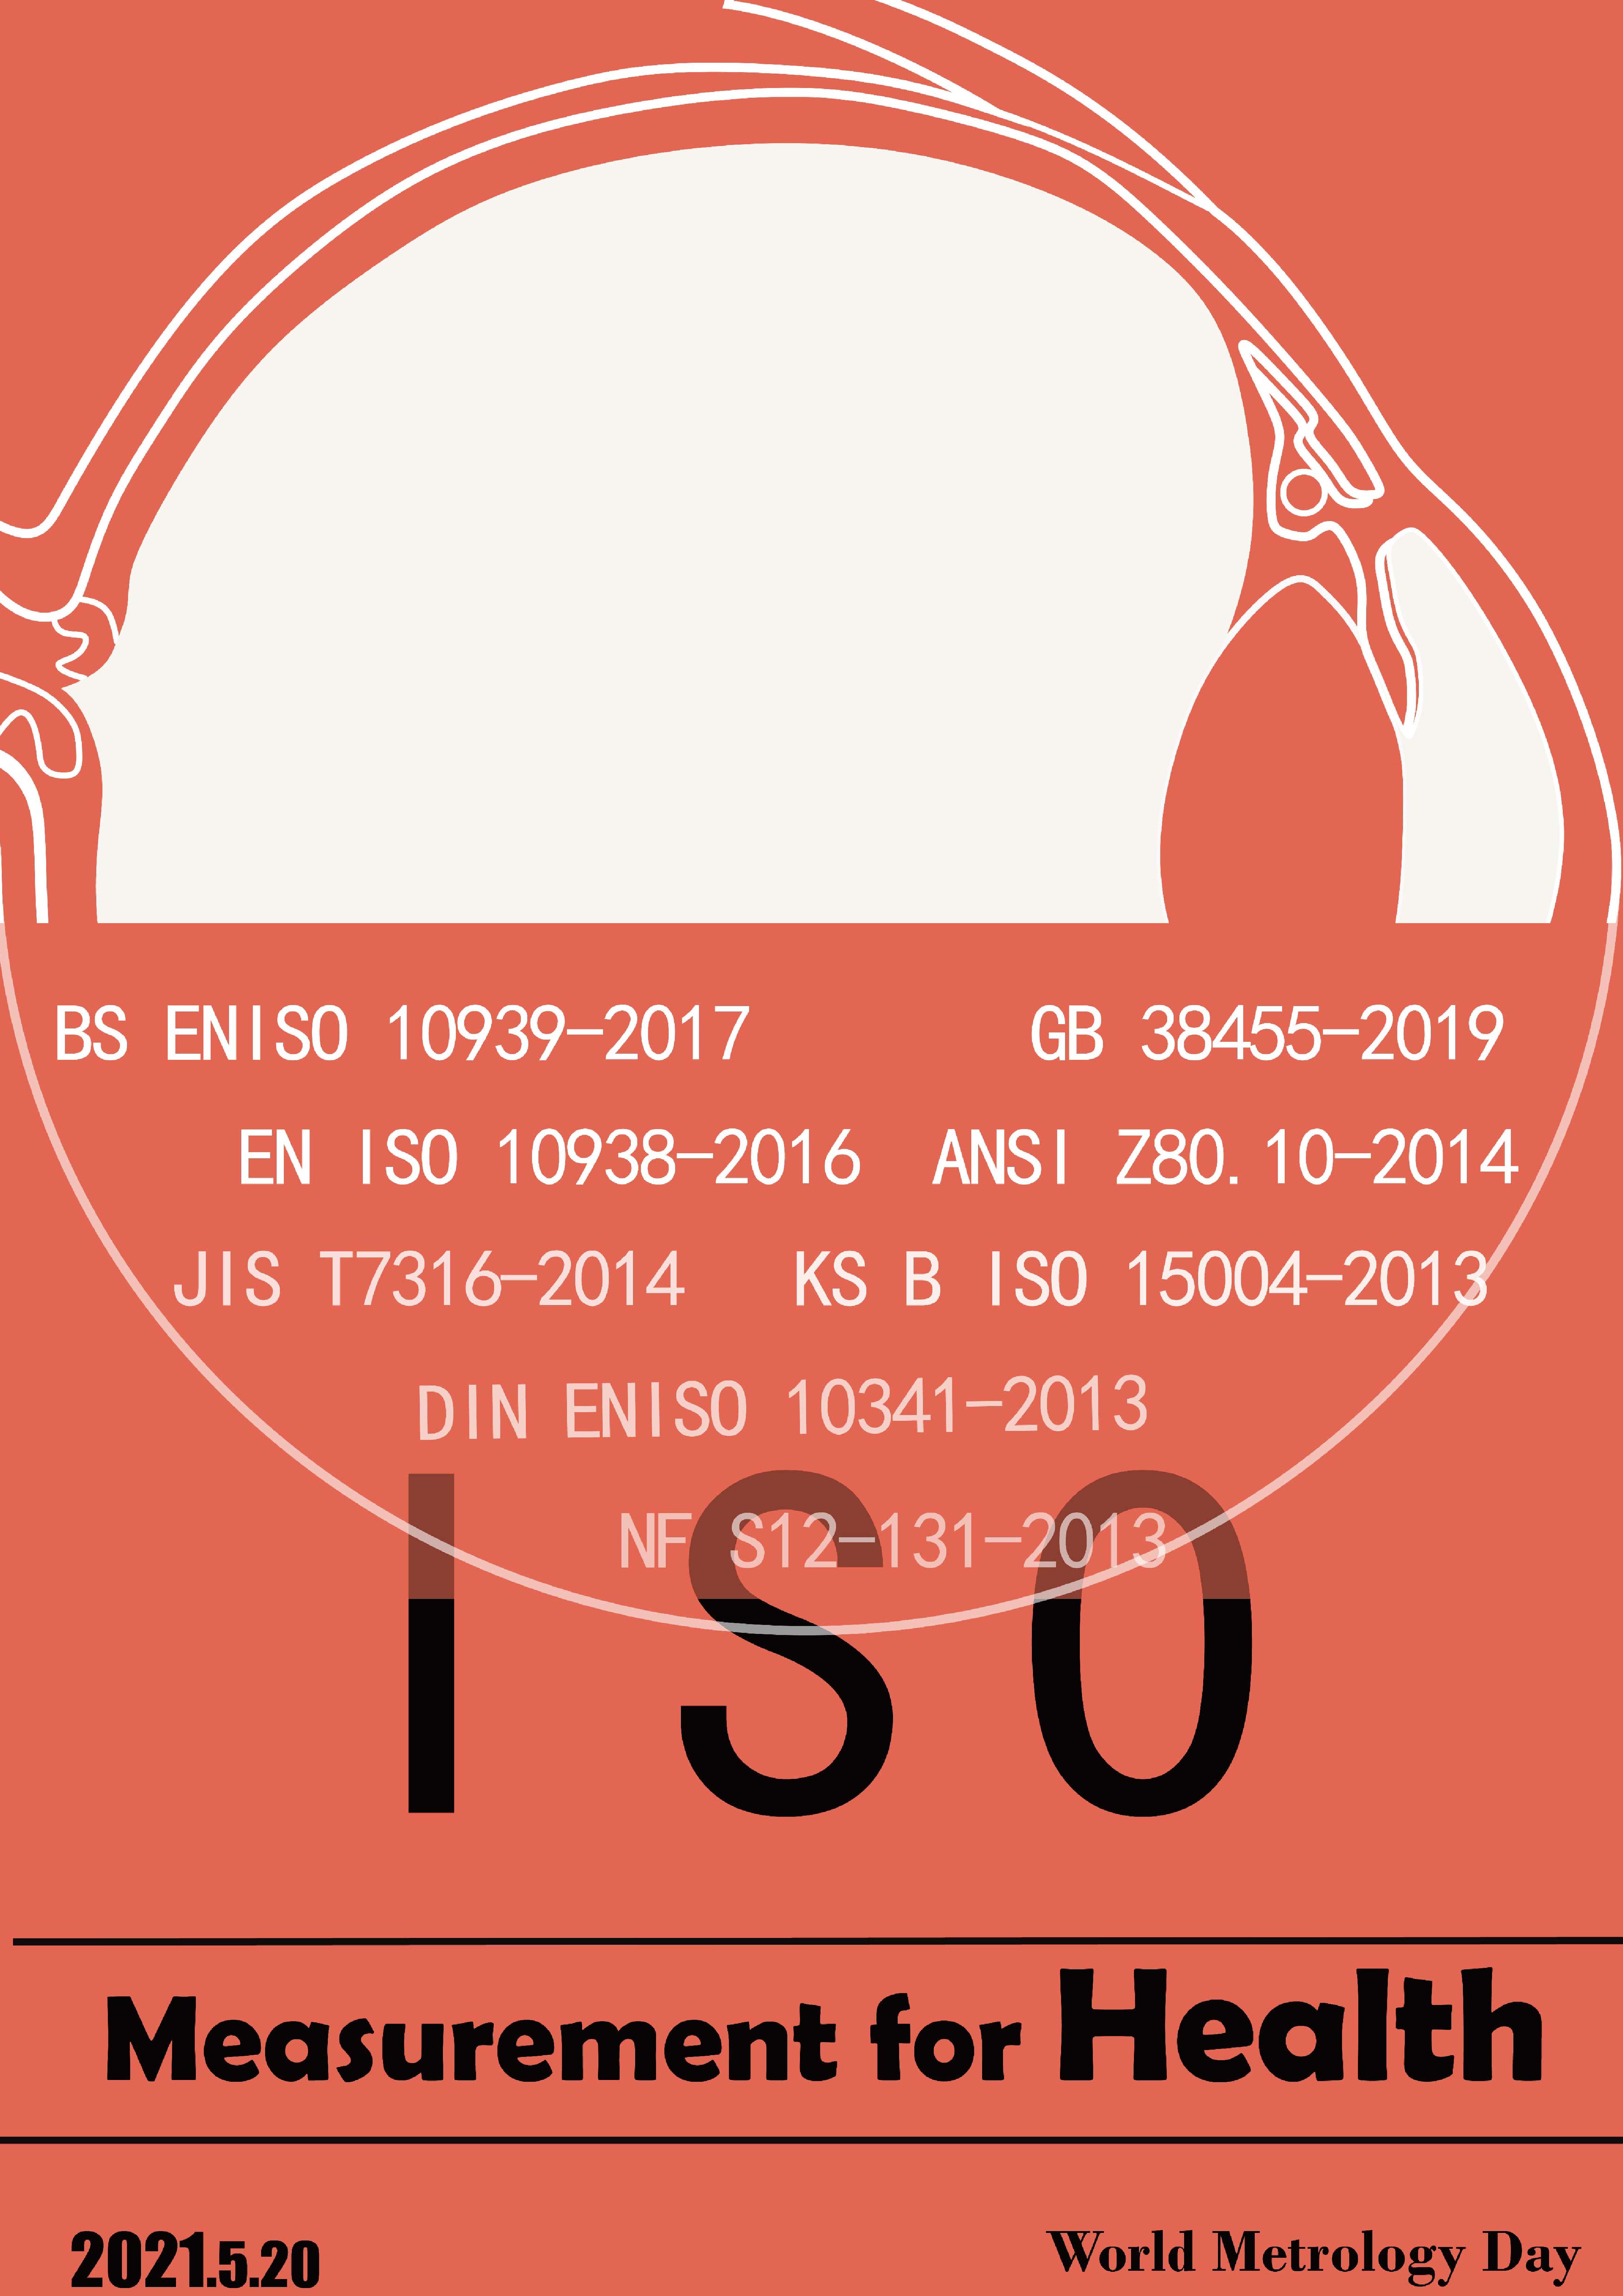 BS ENISO 10939-2017 GB 38455-2019
EN ISO 10938-2016 ANSI Z80.10-2014
JIS T7316-2014 KS B ISO 15004-2013
DIN ENISO 10341-2013
NF S12-131-2013
ISO
Measurement for Health
2021.5.20 World Metrology Day